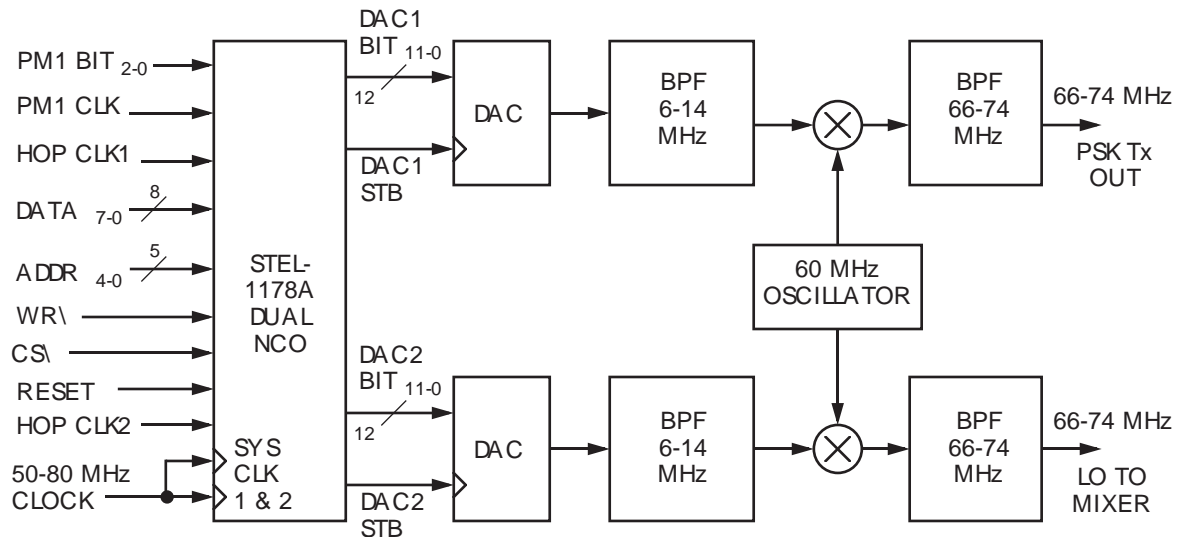 PM1 BIT 2-0
PM1 CLK
HOP CLK1
DATA 7-0
8
ADDR 4-0
5
WR\
CS\
RESET
HOP CLK2
50-80 MHz
CLOCK
STEL-
1178A
DUAL
NCO
SYS
CLK
1 & 2
DAC1
BIT 11-0
12
DAC1
STB
DAC
BPF
6-14
MHz
BPF
66-74
MHz
66-74 MHz
PSK Tx
OUT
60 MHz
OSCILLATOR
DAC2
BIT 11-0
12
DAC2
STB
DAC
BPF
6-14
MHz
BPF
66-74
MHz
66-74 MHz
LO TO
MIXER